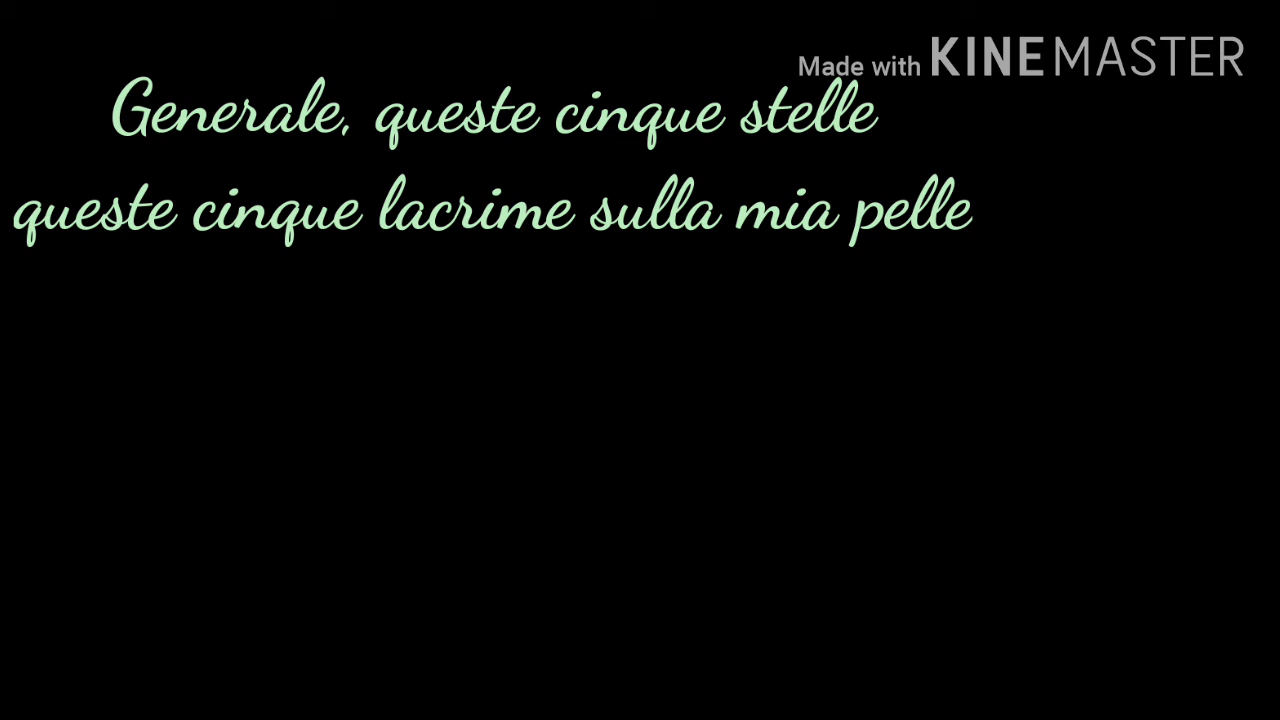 Made with KINEMASTER
Generale, queste cinque stelle
queste cinque lacrime sulla mia pelle